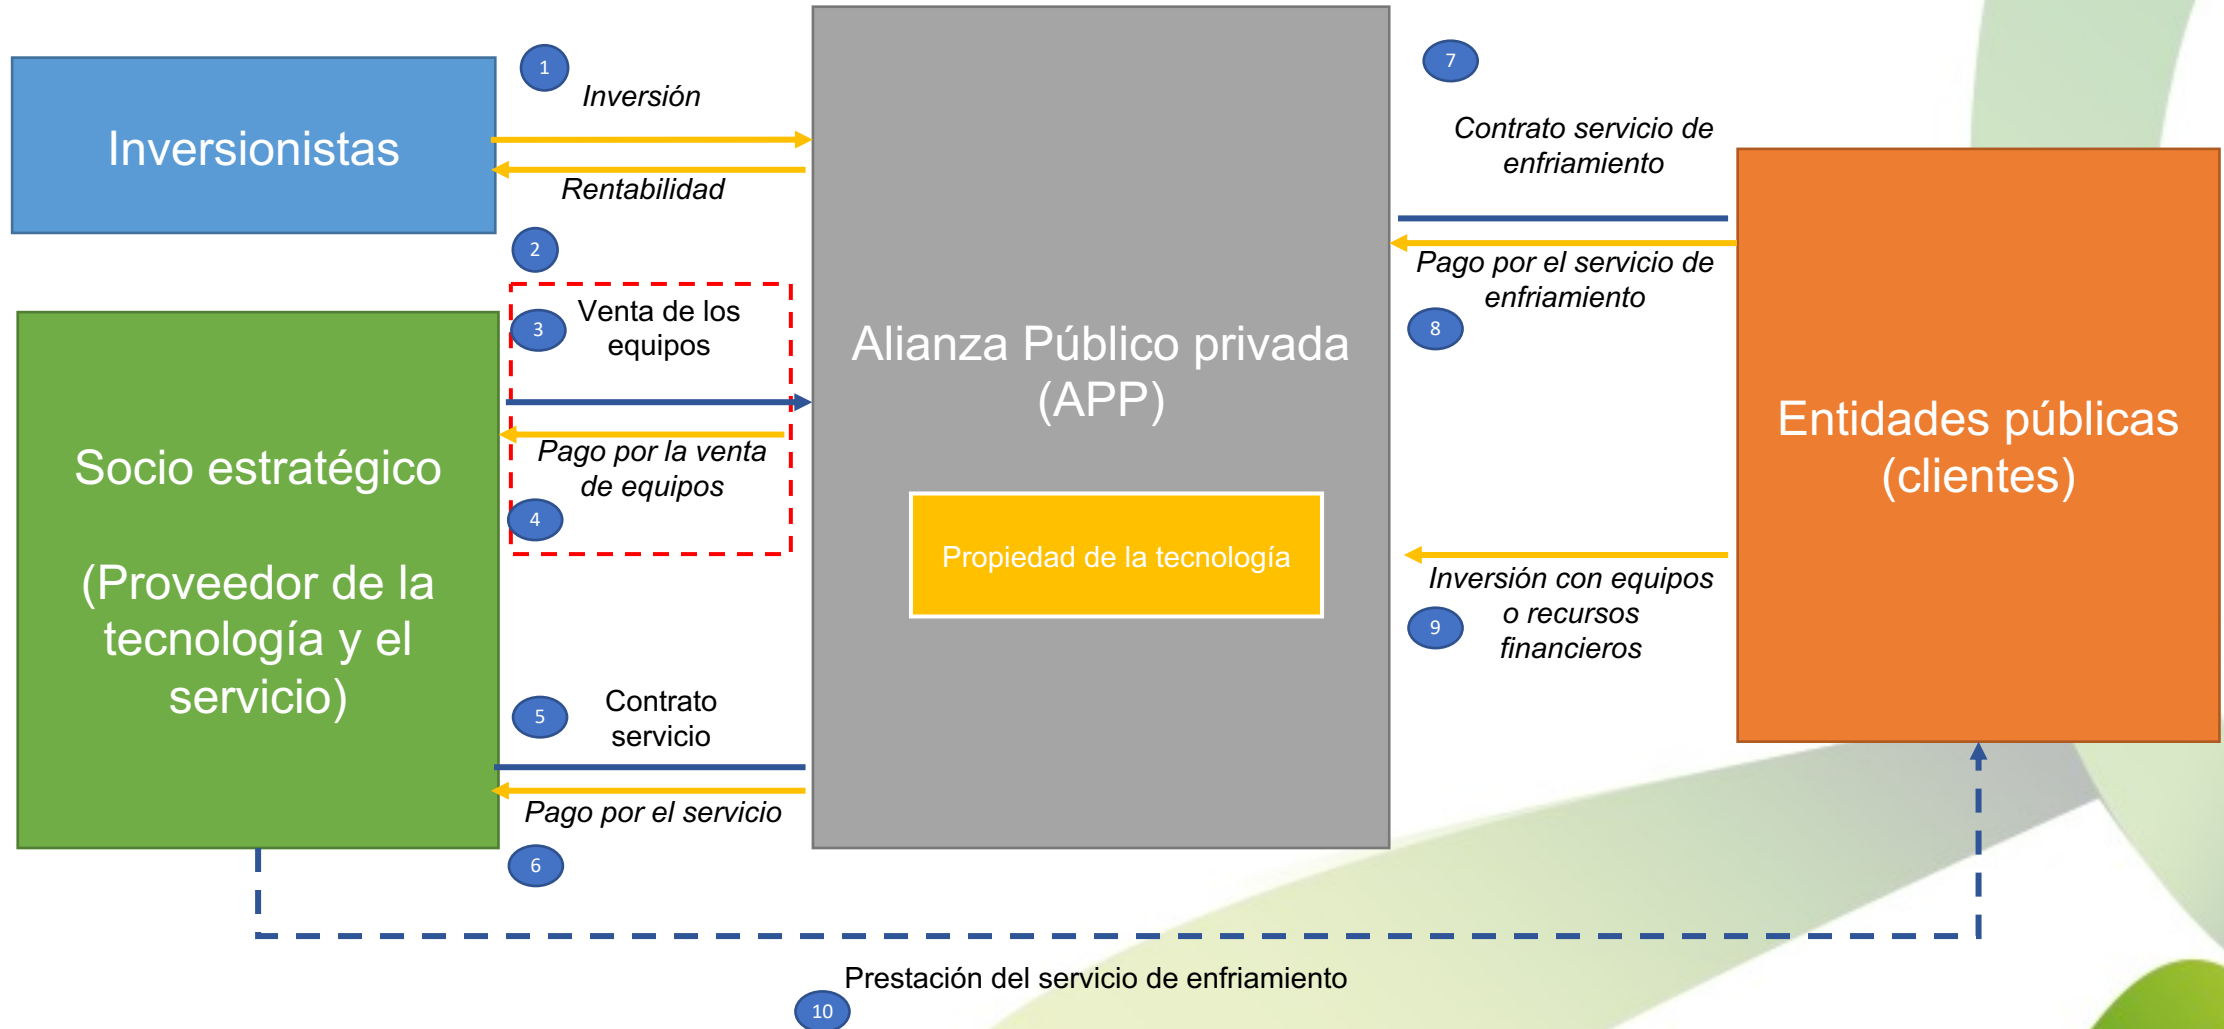 1
Inversión
Inversionistas
Rentabilidad
2
3
Venta de los
equipos
Pago por la venta
de equipos
4
Socio estratégico
(Proveedor de la
tecnología y el
servicio)
5
Contrato
servicio
Pago por el servicio
6
Alianza Público privada
(APP)
Propiedad de la tecnología
7
Contrato servicio de
enfriamiento
Pago por el servicio de
enfriamiento
8
Inversión con equipos
o recursos
financieros
9
Entidades públicas
(clientes)
Prestación del servicio de enfriamiento
10